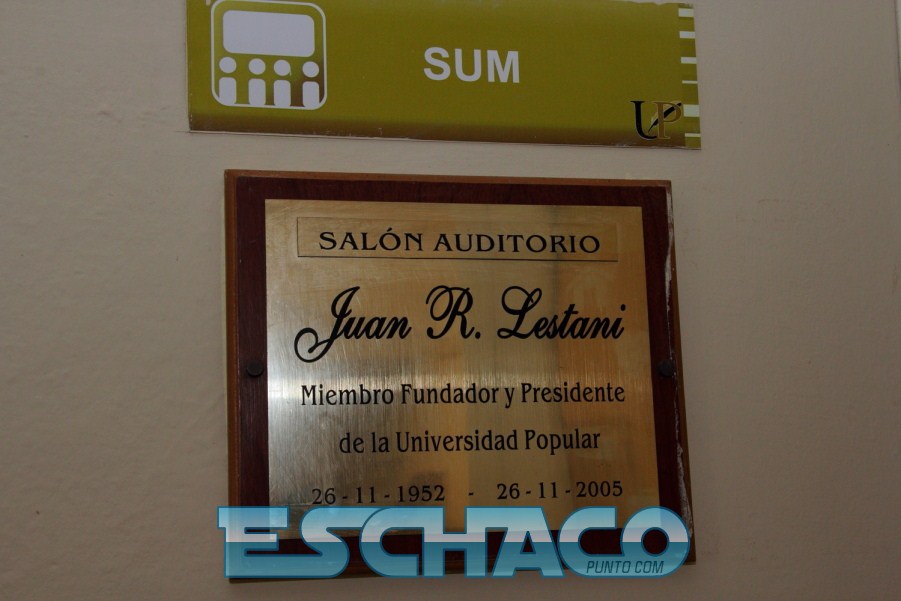 SUM
UP
SALÓN AUDITORIO
Juan R. Lestani
Miembro Fundador y Presidente
de la Universidad Popular
26 - 11 - 1952 - 26 - 11 - 2005
ESCHACO
PUNTO COM